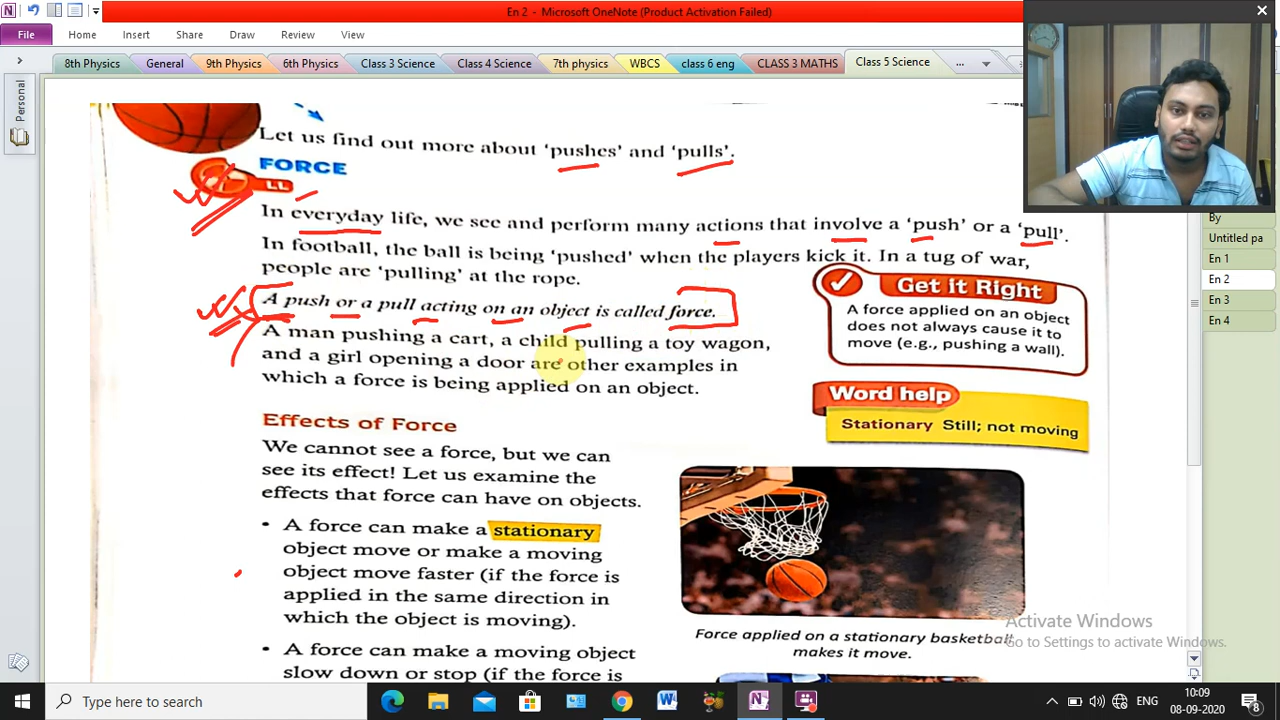 En 2 - Microsoft OneNote (Product Activation Failed)
File Home Insert Share Draw Review View
8th Physics General 9th Physics 6th Physics Class 3 Science Class 4 Science 7th physics WBCS class 6 eng CLASS 3 MATHS Class 5 Science ...
Personal
By
Untitled pa
En 1
En 2
En 3
En 4
Let us find out more about ‘pushes’ and ‘pulls’.
FORCE
LL
In everyday life, we see and perform many actions that involve a ‘push’ or a ‘pull’.
In football, the ball is being ‘pushed’ when the players kick it. In a tug of war,
people are ‘pulling’ at the rope.
A push or a pull acting on an object is called force.
A man pushing a cart, a child pulling a toy wagon,
and a girl opening a door are other examples in
which a force is being applied on an object.
Get it Right
A force applied on an object
does not always cause it to
move (e.g., pushing a wall).
Word help
Stationary Still; not moving
Effects of Force
We cannot see a force, but we can
see its effect! Let us examine the
effects that force can have on objects.
• A force can make a stationary
object move or make a moving
object move faster (if the force is
applied in the same direction in
which the object is moving).
• A force can make a moving object
slow down or stop (if the force is
Force applied on a stationary basketball
makes it move.
Activate Windows
Go to Settings to activate Windows.
Type here to search
ENG
10:09
08-09-2020
8